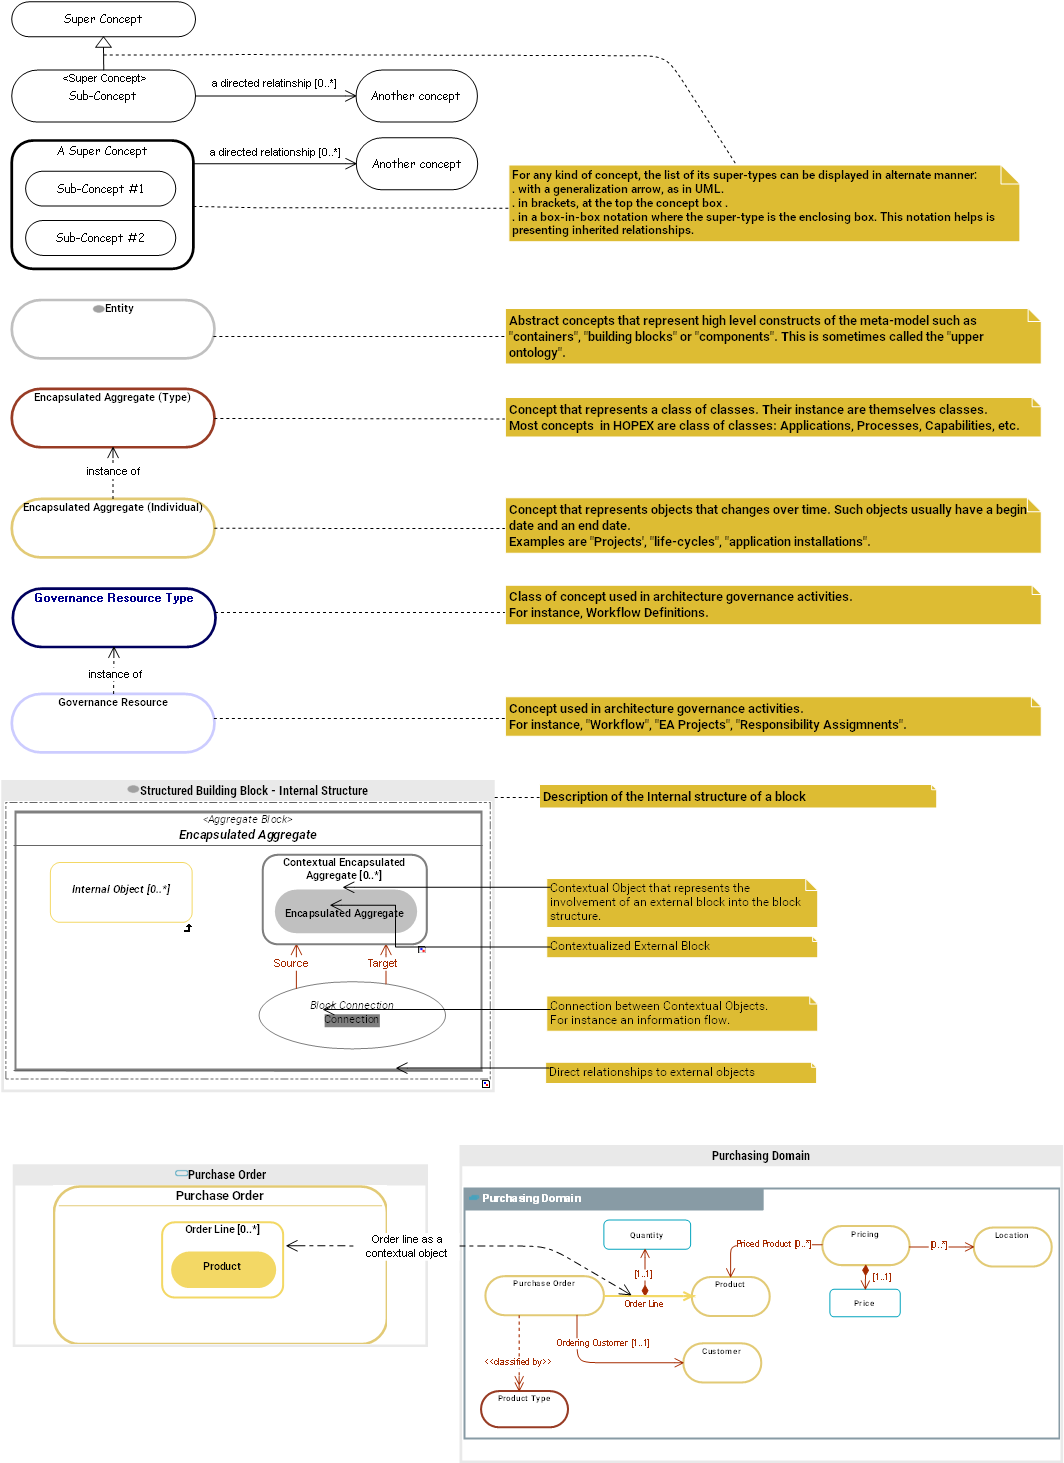 Super Concept
<Super Concept>
Sub-Concept
a directed relatinship [0..*]
Another concept
A Super Concept
Sub-Concept #1
Sub-Concept #2
a directed relationship [0..*]
Another concept
For any kind of concept, the list of its super-types can be displayed in alternate manner:
. with a generalization arrow, as in UML.
. in brackets, at the top the concept box .
. in a box-in-box notation where the super-type is the enclosing box. This notation helps is
presenting inherited relationships.
Entity
Abstract concepts that represent high level constructs of the meta-model such as
"containers", "building blocks" or "components". This is sometimes called the "upper
ontology".
Encapsulated Aggregate (Type)
Concept that represents a class of classes. Their instance are themselves classes.
Most concepts  in HOPEX are class of classes: Applications, Processes, Capabilities, etc.
instance of
Encapsulated Aggregate (Individual)
Concept that represents objects that changes over time. Such objects usually have a begin
date and an end date.
Examples are "Projects', "life-cycles", "application installations".
Governance Resource Type
Class of concept used in architecture governance activities.
For instance, Workflow Definitions.
instance of
Governance Resource
Concept used in architecture governance activities.
For instance, "Workflow", "EA Projects", "Responsibility Assigmnents".
Structured Building Block - Internal Structure
Description of the Internal structure of a block
<Aggregate Block>
Encapsulated Aggregate
Internal Object [0..*]
Contextual Encapsulated
Aggregate [0..*]
Encapsulated Aggregate
Contextual Object that represents the
involvement of an external block into the block
structure.
Contextualized External Block
Source
Target
Block Connection
Connection
Connection between Contextual Objects.
For instance an information flow.
Direct relationships to external objects
Purchase Order
Purchase Order
Order Line [0..*]
Product
Order line as a
contextual object
Purchasing Domain
Purchasing Domain
Quantity
[1..1]
Purchase Order
Order Line
Priced Product [0..*]
Product
Pricing
[0..*]
Location
[1..1]
Price
Ordering Customer [1..1]
Customer
<<classified by>>
Product Type